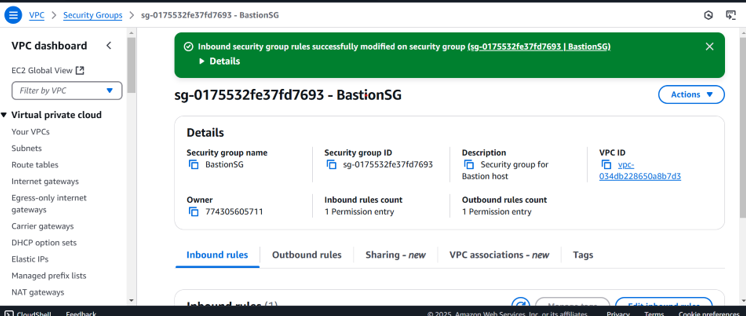 VPC > Security Groups > sg-0175532fe37fd7693 - BastionSG
VPC dashboard
EC2 Global View
Filter by VPC
Virtual private cloud
Your VPCs
Subnets
Route tables
Internet gateways
Egress-only internet
gateways
Carrier gateways
DHCP option sets
Elastic IPs
Managed prefix lists
NAT gateways
Inbound security group rules successfully modified on security group (sg-0175532fe37fd7693 | BastionSG)
Details
sg-0175532fe37fd7693 - BastionSG
Actions
Details
Security group name
BastionSG
Security group ID
sg-0175532fe37fd7693
Description
Security group for
Bastion host
VPC ID
vpc-
034db228650a8b7d3
Owner
774305605711
Inbound rules count
1 Permission entry
Outbound rules count
1 Permission entry
Inbound rules
Outbound rules
Sharing - new
VPC associations - new
Tags
Inbound rules (1)
Manage tags
Edit inbound rules
CloudShell
Feedback
© 2025, Amazon Web Services, Inc. or its affiliates.
Privacy
Terms
Cookie preferences